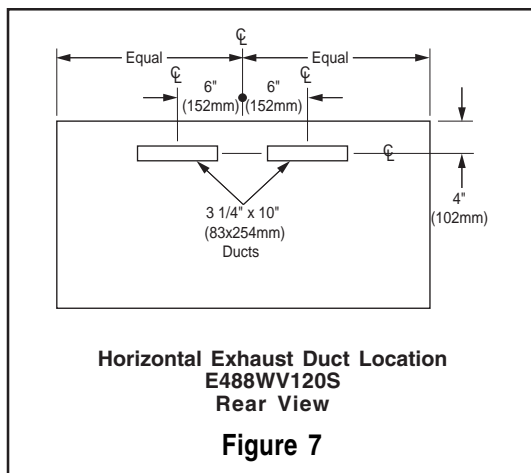 ℄
Equal Equal
℄ ℄
6" 6"
(152mm) (152mm)
℄
4"
(102mm)
3 1/4" x 10"
(83x254mm)
Ducts
Horizontal Exhaust Duct Location
E488WV120S
Rear View
Figure 7